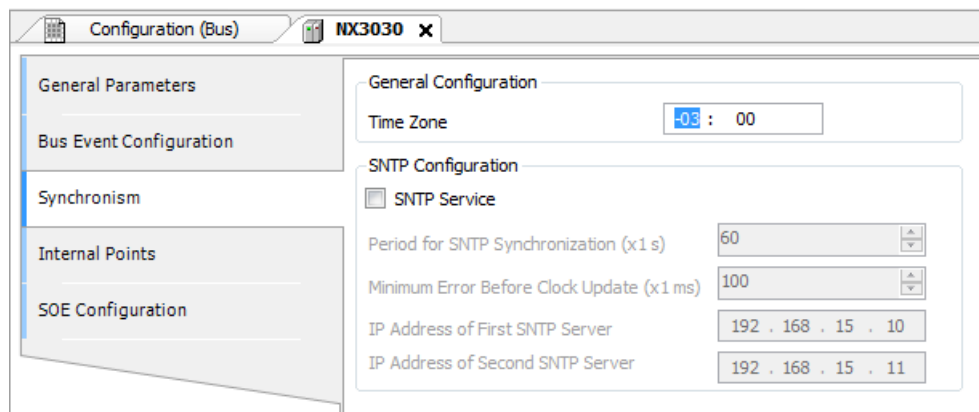 Configuration (Bus) NX3030 x
General Parameters
Bus Event Configuration
Synchronism
Internal Points
SOE Configuration
General Configuration
Time Zone -03 : 00
SNTP Configuration
SNTP Service
Period for SNTP Synchronization (x1 s) 60
Minimum Error Before Clock Update (x1 ms) 100
IP Address of First SNTP Server 192 . 168 . 15 . 10
IP Address of Second SNTP Server 192 . 168 . 15 . 11